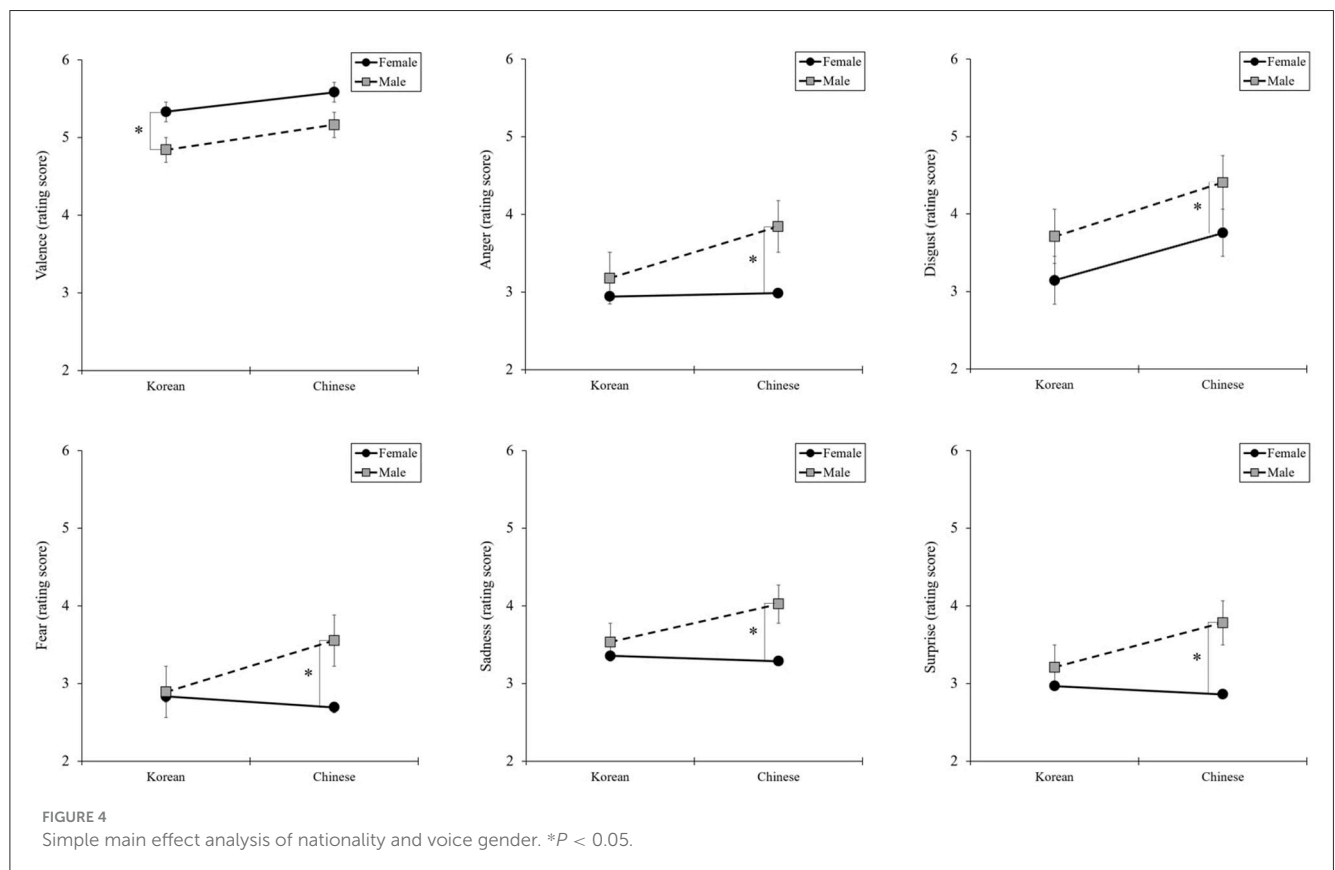 6
5
4
3
2
Valence (rating score)
Female
Male
*
Korean
Chinese
6
5
4
3
2
Anger (rating score)
Female
Male
*
Korean
Chinese
6
5
4
3
2
Disgust (rating score)
Female
Male
*
Korean
Chinese
6
5
4
3
2
Fear (rating score)
Female
Male
*
Korean
Chinese
6
5
4
3
2
Sadness (rating score)
Female
Male
*
Korean
Chinese
6
5
4
3
2
Surprise (rating score)
Female
Male
*
Korean
Chinese
FIGURE 4
Simple main effect analysis of nationality and voice gender. *P < 0.05.